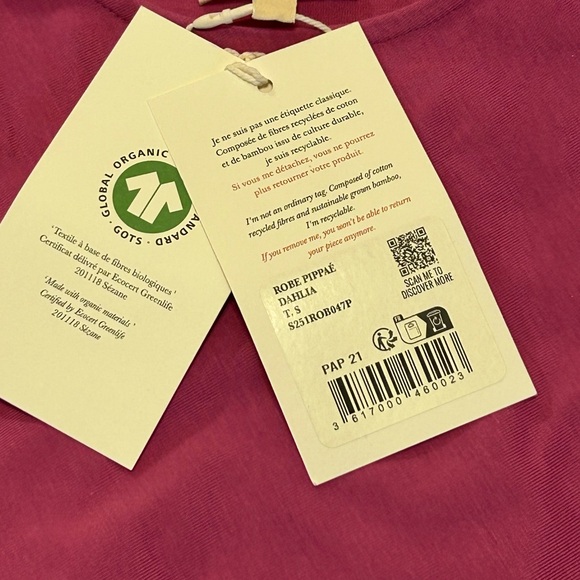 GLOBAL ORGANIC
STANDARD · GOTS ·
'Textile à base de fibres biologiques'
Certificat délivré par Ecocert Greenlife
201118 Sézane
'Made with organic materials'
Certified by Ecocert Greenlife
201118 Sézane
Je ne suis pas une étiquette classique.
Composée de fibres recyclées de coton
et de bambou issu de culture durable,
je suis recyclable.
Si vous me détachez, vous ne pourrez
plus retourner votre produit.
I'm not an ordinary tag. Composed of cotton
recycled fibres and sustainable grown bamboo,
I'm recyclable.
If you remove me, you won't be able to return
your piece anymore.
ROBE PIPPAÉ
DAHLIA
T. S
S251ROB047P
SCAN ME TO
DISCOVER MORE
PAP 21
FR
3 617000 460023